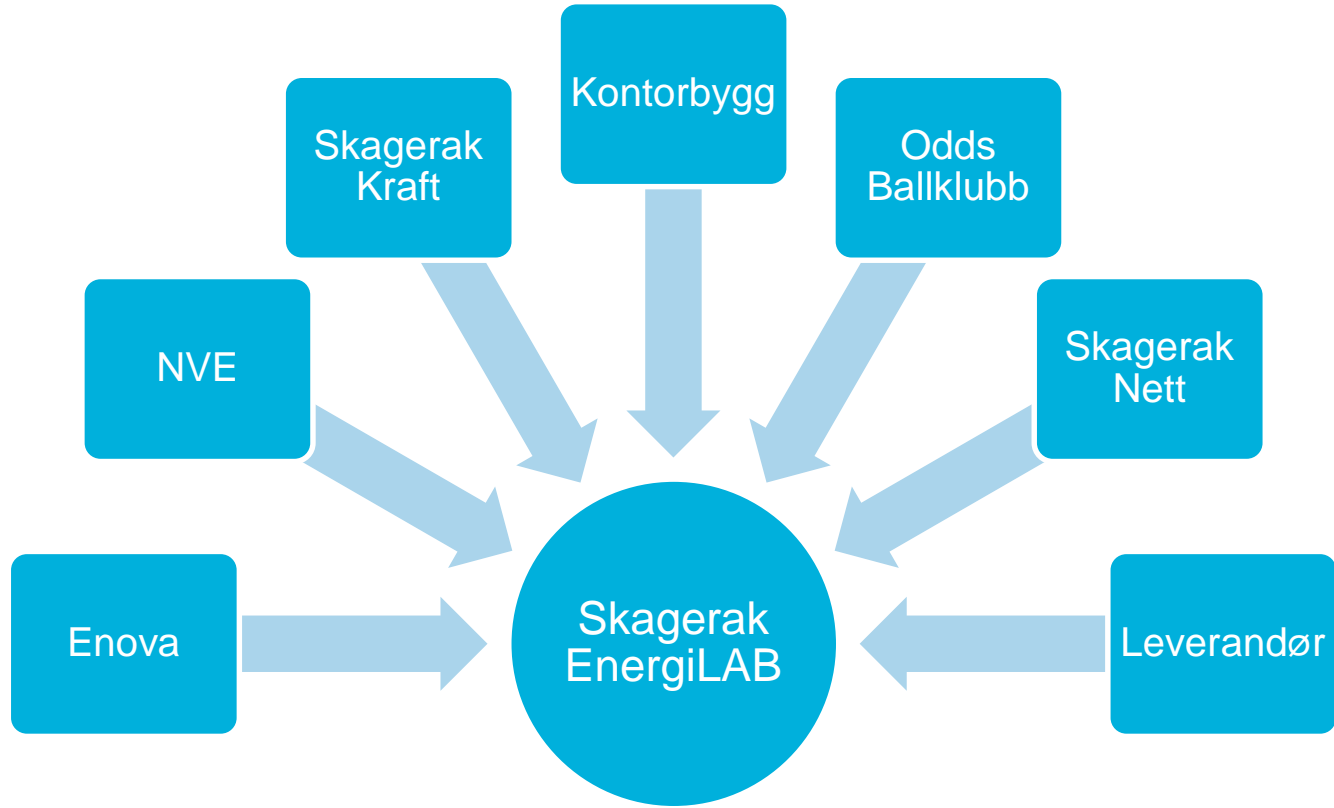 Kontorbygg
Skagerak
Kraft
Odds
Ballklubb
NVE
Skagerak
Nett
Enova
Skagerak
EnergiLAB
Leverandør